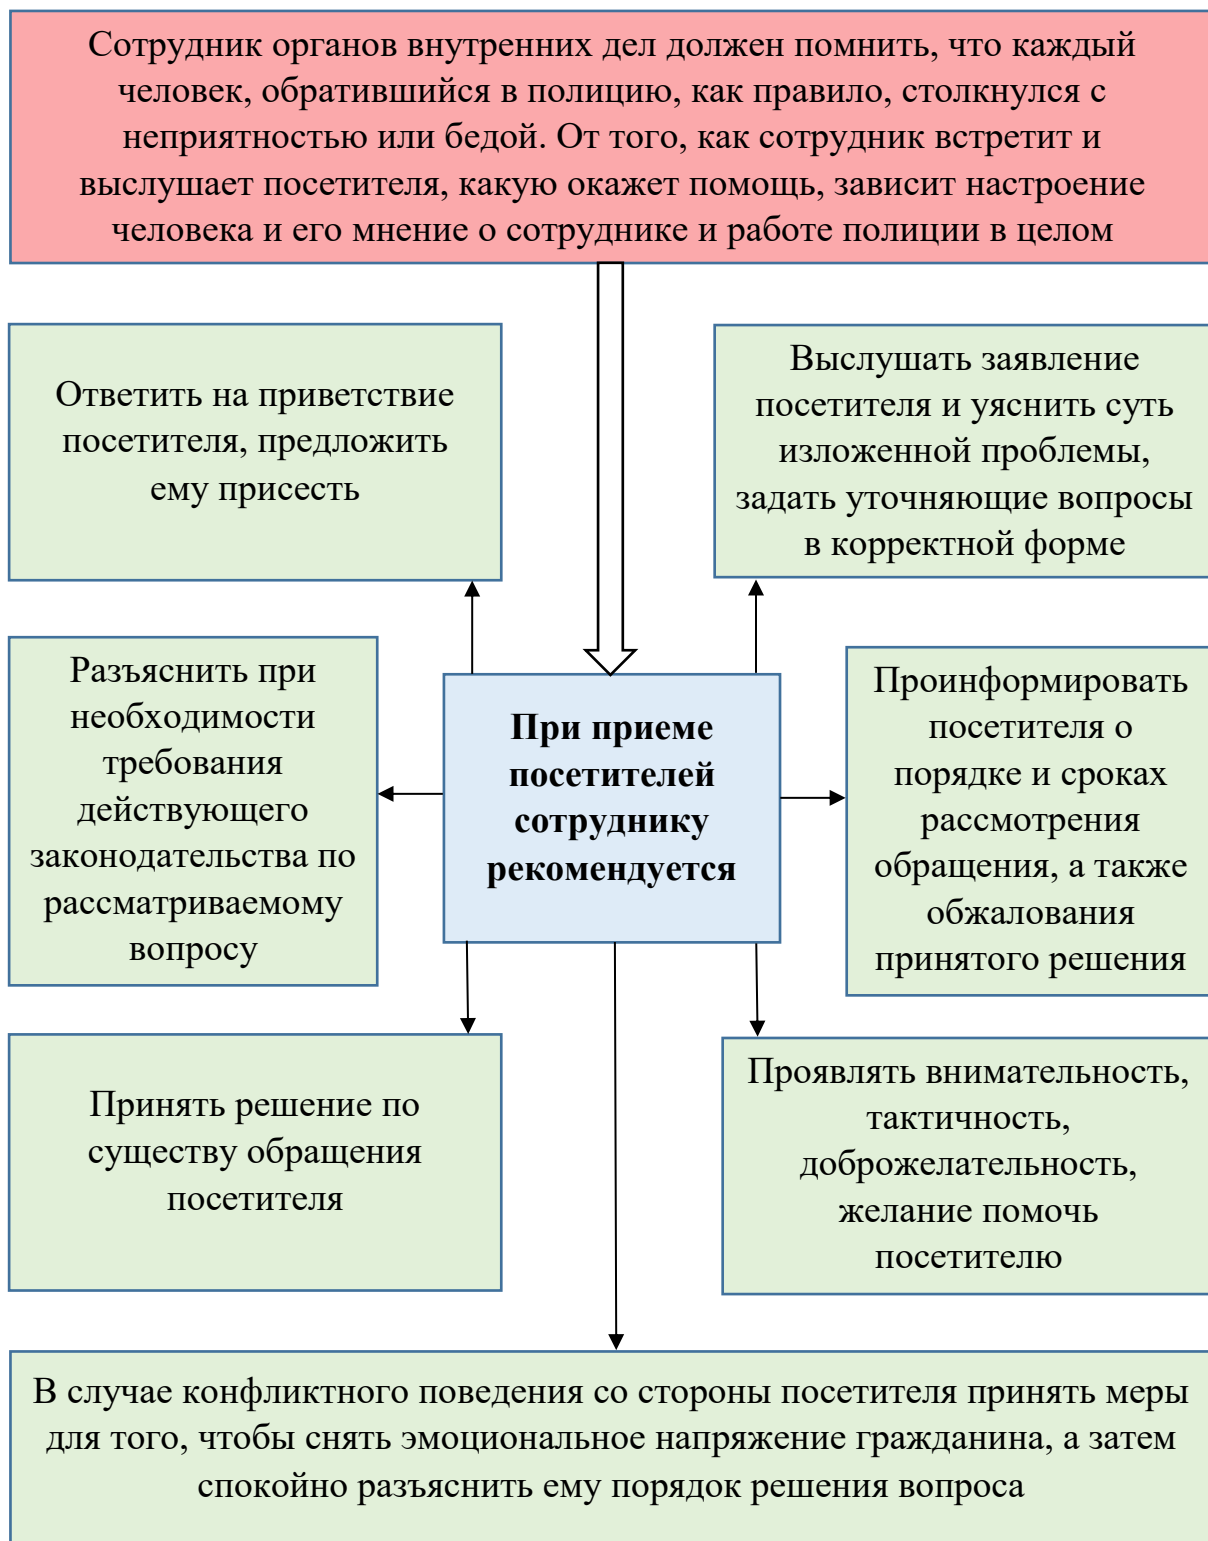 Сотрудник органов внутренних дел должен помнить, что каждый
человек, обратившийся в полицию, как правило, столкнулся с
неприятностью или бедой. От того, как сотрудник встретит и
выслушает посетителя, какую окажет помощь, зависит настроение
человека и его мнение о сотруднике и работе полиции в целом
Ответить на приветствие
посетителя, предложить
ему присесть
Выслушать заявление
посетителя и уяснить суть
изложенной проблемы,
задать уточняющие вопросы
в корректной форме
Разъяснить при
необходимости
требования
действующего
законодательства по
рассматриваемому
вопросу
При приеме
посетителей
сотруднику
рекомендуется
Проинформировать
посетителя о
порядке и сроках
рассмотрения
обращения, а также
обжалования
принятого решения
Принять решение по
существу обращения
посетителя
Проявлять внимательность,
тактичность,
доброжелательность,
желание помочь
посетителю
В случае конфликтного поведения со стороны посетителя принять меры
для того, чтобы снять эмоциональное напряжение гражданина, а затем
спокойно разъяснить ему порядок решения вопроса